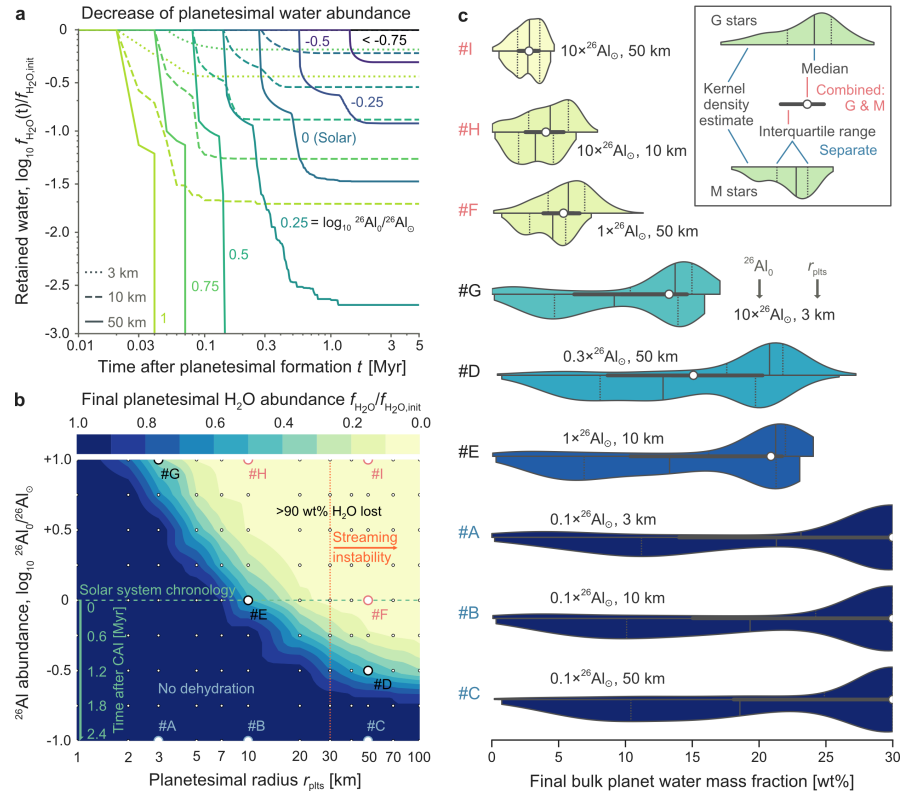 a
Decrease of planetesimal water abundance
Retained water, log₁₀ f_H₂O(t)/f_H₂O,init
0
-0.5
-1.0
-1.5
-2.0
-2.5
-3.0
-0.5
< -0.75
-0.25
0 (Solar)
0.25 = log₁₀ ²⁶Al₀/²⁶Al☉
0.5
0.75
1
3 km
10 km
50 km
0.01 0.03 0.1 0.3 1.0 3.0 5.0
Time after planetesimal formation t [Myr]
b
Final planetesimal H₂O abundance f_H₂O/f_H₂O,init
1.0 0.8 0.6 0.4 0.2 0.0
²⁶Al abundance, log₁₀ ²⁶Al₀/²⁶Al☉
+1.0
+0.5
0
-0.5
-1.0
#G #H #I
>90 wt% H₂O lost
Streaming
instability
Solar system chronology
#E #F
#D
No dehydration
#A #B #C
Time after CAI [Myr]
0
0.6
1.2
1.8
2.4
1 2 3 5 7 10 20 30 50 70 100
Planetesimal radius r_plts [km]
c
#I
10×²⁶Al☉, 50 km
#H
10×²⁶Al☉, 10 km
#F
1×²⁶Al☉, 50 km
#G
²⁶Al₀ r_plts
10×²⁶Al☉, 3 km
#D
0.3×²⁶Al☉, 50 km
#E
1×²⁶Al☉, 10 km
#A
0.1×²⁶Al☉, 3 km
#B
0.1×²⁶Al☉, 10 km
#C
0.1×²⁶Al☉, 50 km
0 5 10 15 20 25 30
Final bulk planet water mass fraction [wt%]
G stars
Median
Kernel
density
estimate
Combined:
G & M
Interquartile range
Separate
M stars